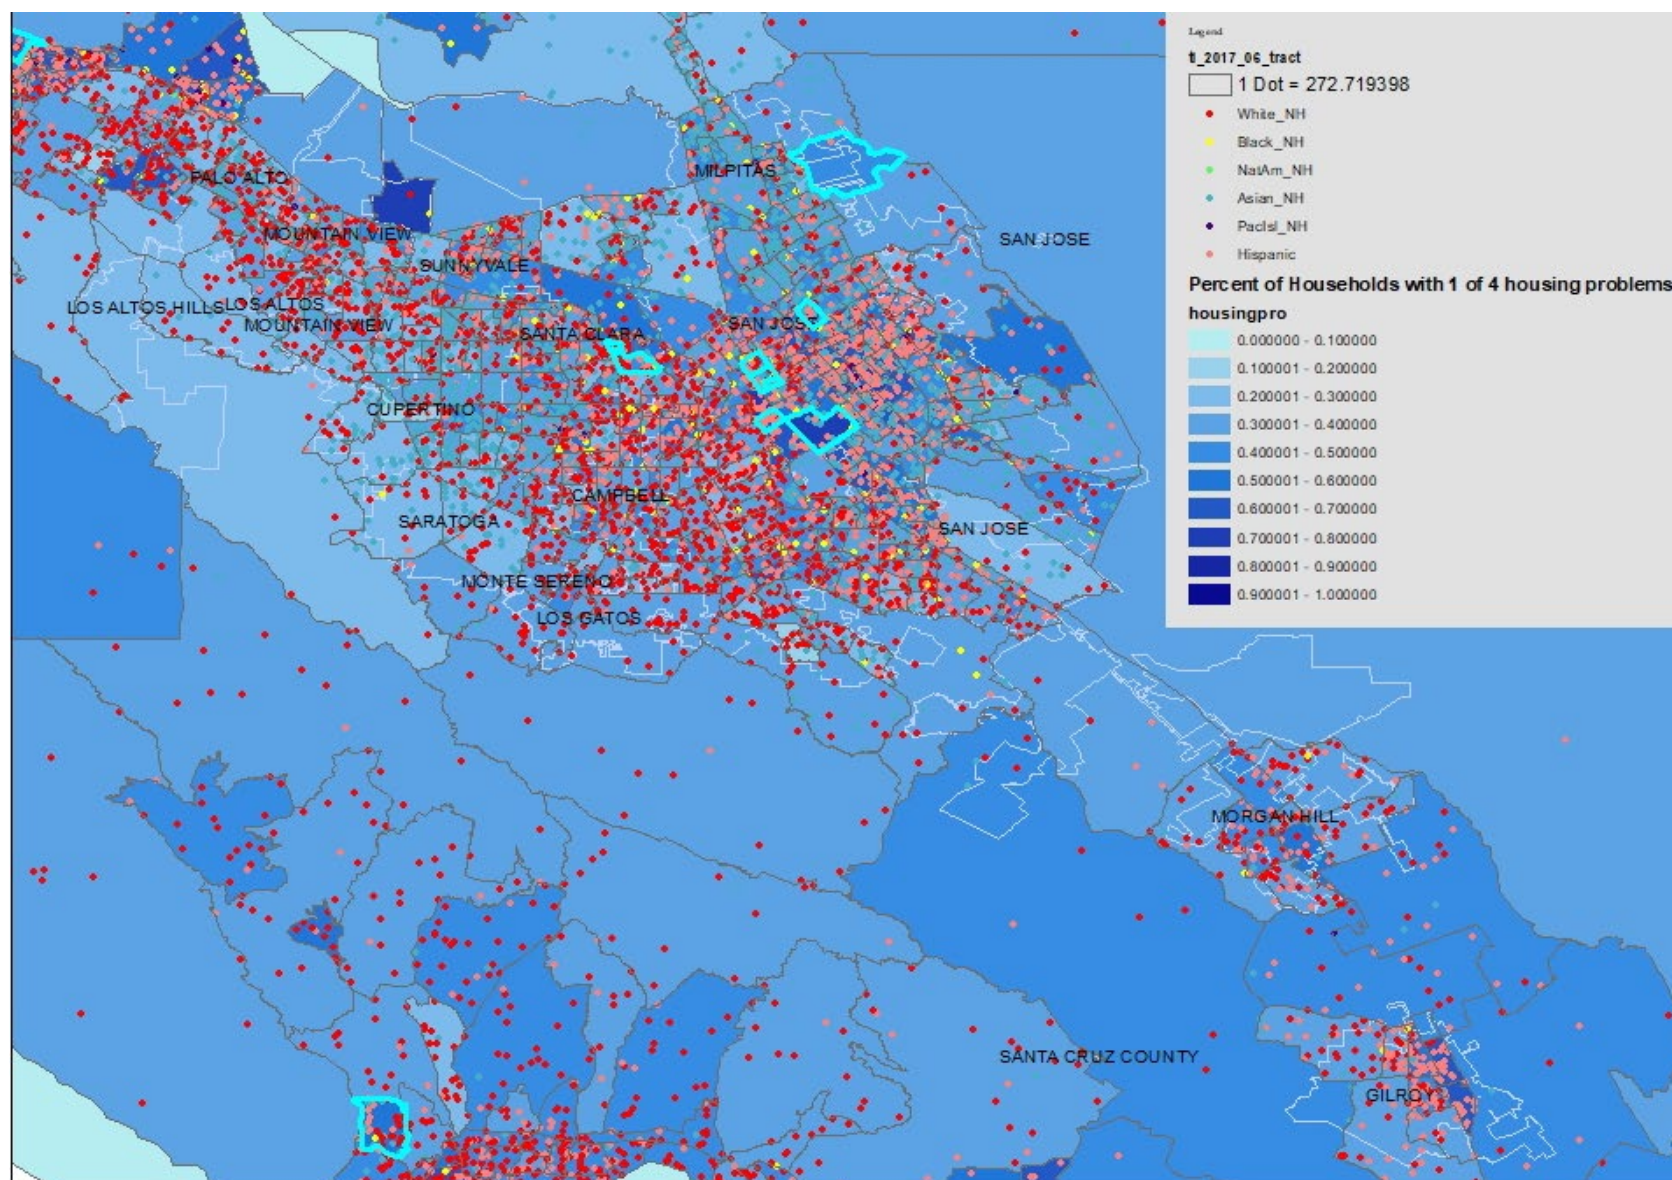 Legend
tl_2017_06_tract
1 Dot = 272.719398
White_NH
Black_NH
NatAm_NH
Asian_NH
PacIsl_NH
Hispanic
Percent of Households with 1 of 4 housing problems
housingpro
0.000000 - 0.100000
0.100001 - 0.200000
0.200001 - 0.300000
0.300001 - 0.400000
0.400001 - 0.500000
0.500001 - 0.600000
0.600001 - 0.700000
0.700001 - 0.800000
0.800001 - 0.900000
0.900001 - 1.000000
PALO ALTO
MILPITAS
MOUNTAIN VIEW
SAN JOSE
SUNNYVALE
LOS ALTOS HILLS
LOS ALTOS
MOUNTAIN VIEW
SANTA CLARA
SAN JOSE
CUPERTINO
CAMPBELL
SARATOGA
SAN JOSE
MONTE SERENO
LOS GATOS
MORGAN HILL
SANTA CRUZ COUNTY
GILROY